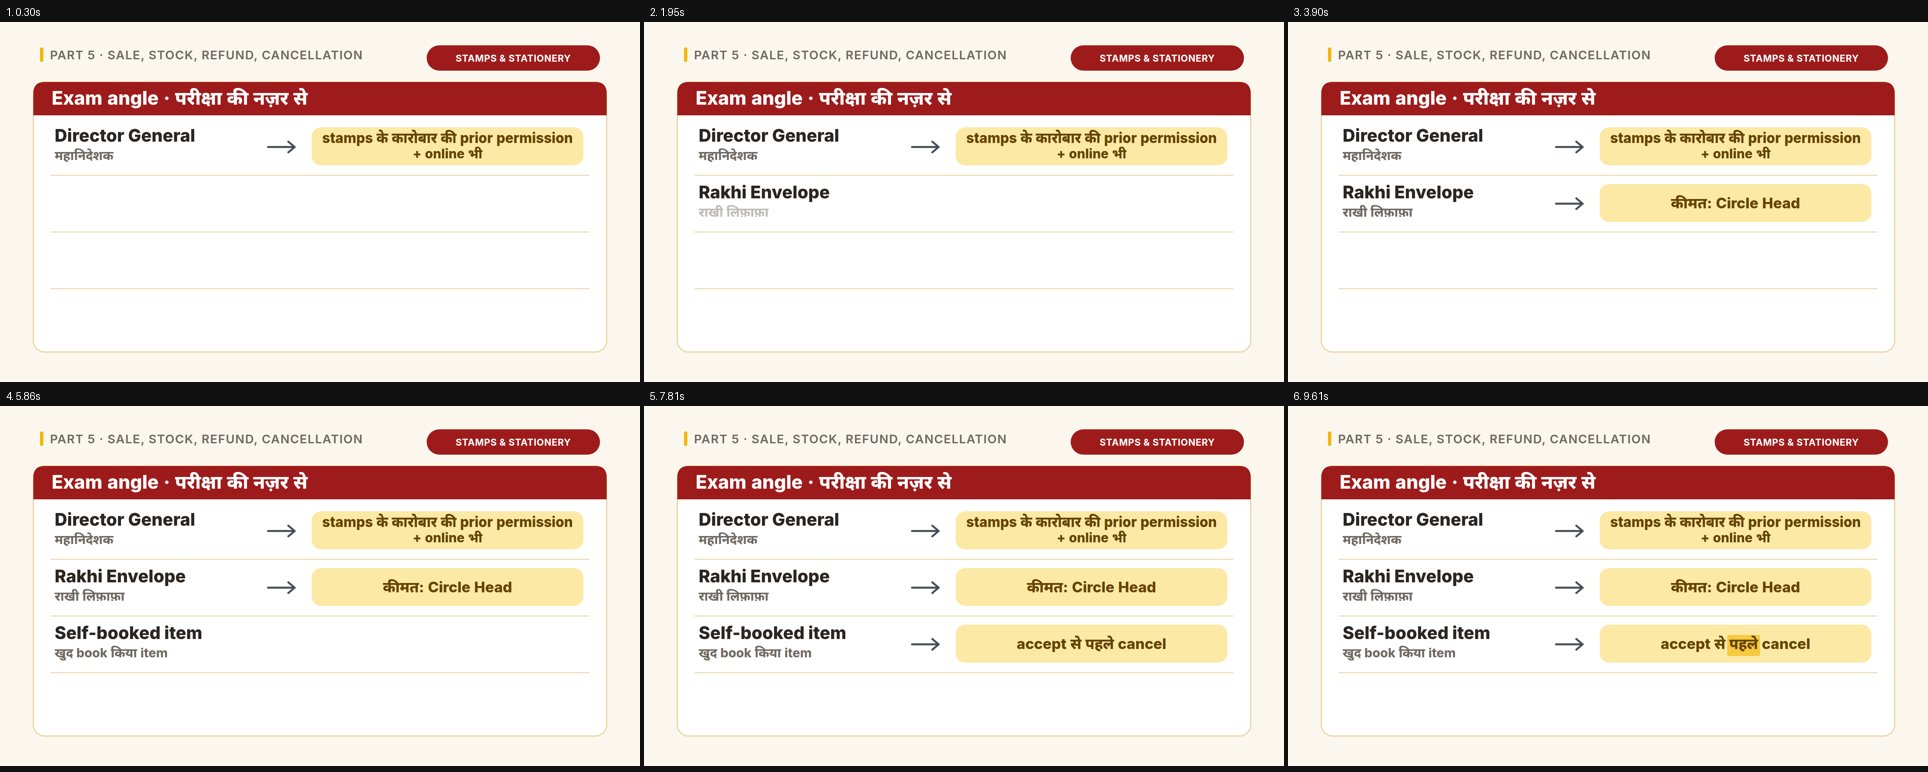 1. 0.30s
PART 5 · SALE, STOCK, REFUND, CANCELLATION
STAMPS & STATIONERY
Exam angle · परीक्षा की नज़र से
Director General
महानिदेशक
→
stamps के कारोबार की prior permission
+ online भी
2. 1.95s
PART 5 · SALE, STOCK, REFUND, CANCELLATION
STAMPS & STATIONERY
Exam angle · परीक्षा की नज़र से
Director General
महानिदेशक
→
stamps के कारोबार की prior permission
+ online भी
Rakhi Envelope
राखी लिफ़ाफ़ा
3. 3.90s
PART 5 · SALE, STOCK, REFUND, CANCELLATION
STAMPS & STATIONERY
Exam angle · परीक्षा की नज़र से
Director General
महानिदेशक
→
stamps के कारोबार की prior permission
+ online भी
Rakhi Envelope
राखी लिफ़ाफ़ा
→
कीमत: Circle Head
4. 5.86s
PART 5 · SALE, STOCK, REFUND, CANCELLATION
STAMPS & STATIONERY
Exam angle · परीक्षा की नज़र से
Director General
महानिदेशक
→
stamps के कारोबार की prior permission
+ online भी
Rakhi Envelope
राखी लिफ़ाफ़ा
→
कीमत: Circle Head
Self-booked item
खुद book किया item
5. 7.81s
PART 5 · SALE, STOCK, REFUND, CANCELLATION
STAMPS & STATIONERY
Exam angle · परीक्षा की नज़र से
Director General
महानिदेशक
→
stamps के कारोबार की prior permission
+ online भी
Rakhi Envelope
राखी लिफ़ाफ़ा
→
कीमत: Circle Head
Self-booked item
खुद book किया item
→
accept से पहले cancel
6. 9.61s
PART 5 · SALE, STOCK, REFUND, CANCELLATION
STAMPS & STATIONERY
Exam angle · परीक्षा की नज़र से
Director General
महानिदेशक
→
stamps के कारोबार की prior permission
+ online भी
Rakhi Envelope
राखी लिफ़ाफ़ा
→
कीमत: Circle Head
Self-booked item
खुद book किया item
→
accept से पहले cancel